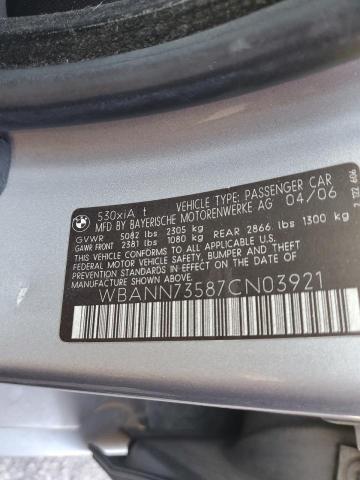 530xiA t VEHICLE TYPE: PASSENGER CAR
MFD BY BAYERISCHE MOTORENWERKE AG 04/06
GVWR 5082 lbs 2305 kg
GAWR FRONT 2381 lbs 1080 kg REAR 2866 lbs 1300 kg
THIS VEHICLE CONFORMS TO ALL APPLICABLE
FEDERAL MOTOR VEHICLE SAFETY AND THEFT
PREVENTION STANDARDS IN EFFECT ON THE
DATE OF MANUFACTURE SHOWN ABOVE.
WBANN73587CN03921